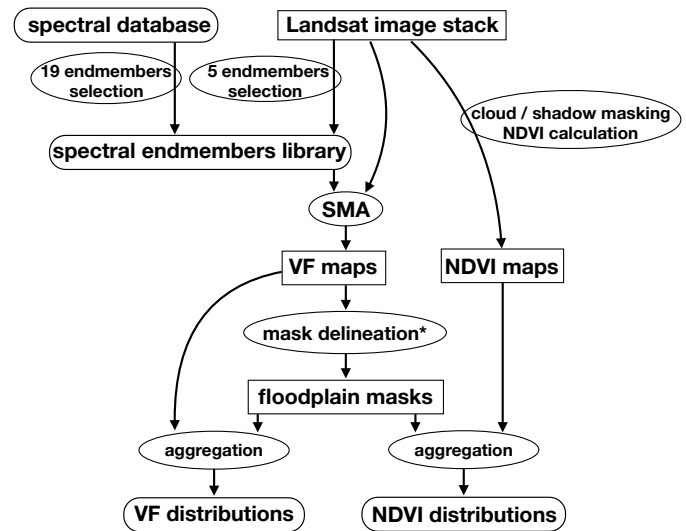 spectral database
Landsat image stack
19 endmembers
selection
5 endmembers
selection
cloud / shadow masking
NDVI calculation
spectral endmembers library
SMA
VF maps
NDVI maps
mask delineation*
floodplain masks
aggregation
aggregation
VF distributions
NDVI distributions